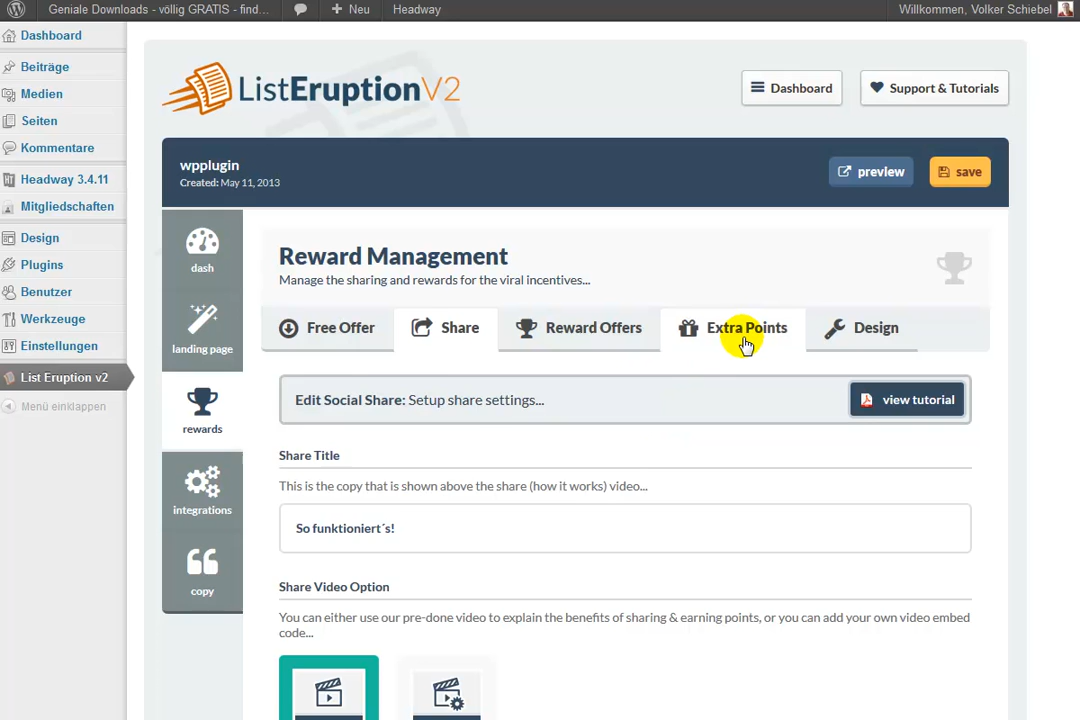 Geniale Downloads - völlig GRATIS - find...
Neu
Headway
Willkommen, Volker Schiebel
Dashboard
Beiträge
Medien
Seiten
Kommentare
Headway 3.4.11
Mitgliedschaften
Design
Plugins
Benutzer
Werkzeuge
Einstellungen
List Eruption v2
Menü einklappen
ListEruptionV2
Dashboard
Support & Tutorials
wpplugin
Created: May 11, 2013
preview
save
dash
landing page
rewards
integrations
copy
Reward Management
Manage the sharing and rewards for the viral incentives...
Free Offer
Share
Reward Offers
Extra Points
Design
Edit Social Share: Setup share settings...
view tutorial
Share Title
This is the copy that is shown above the share (how it works) video...
So funktioniert´s!
Share Video Option
You can either use our pre-done video to explain the benefits of sharing & earning points, or you can add your own video embed
code...